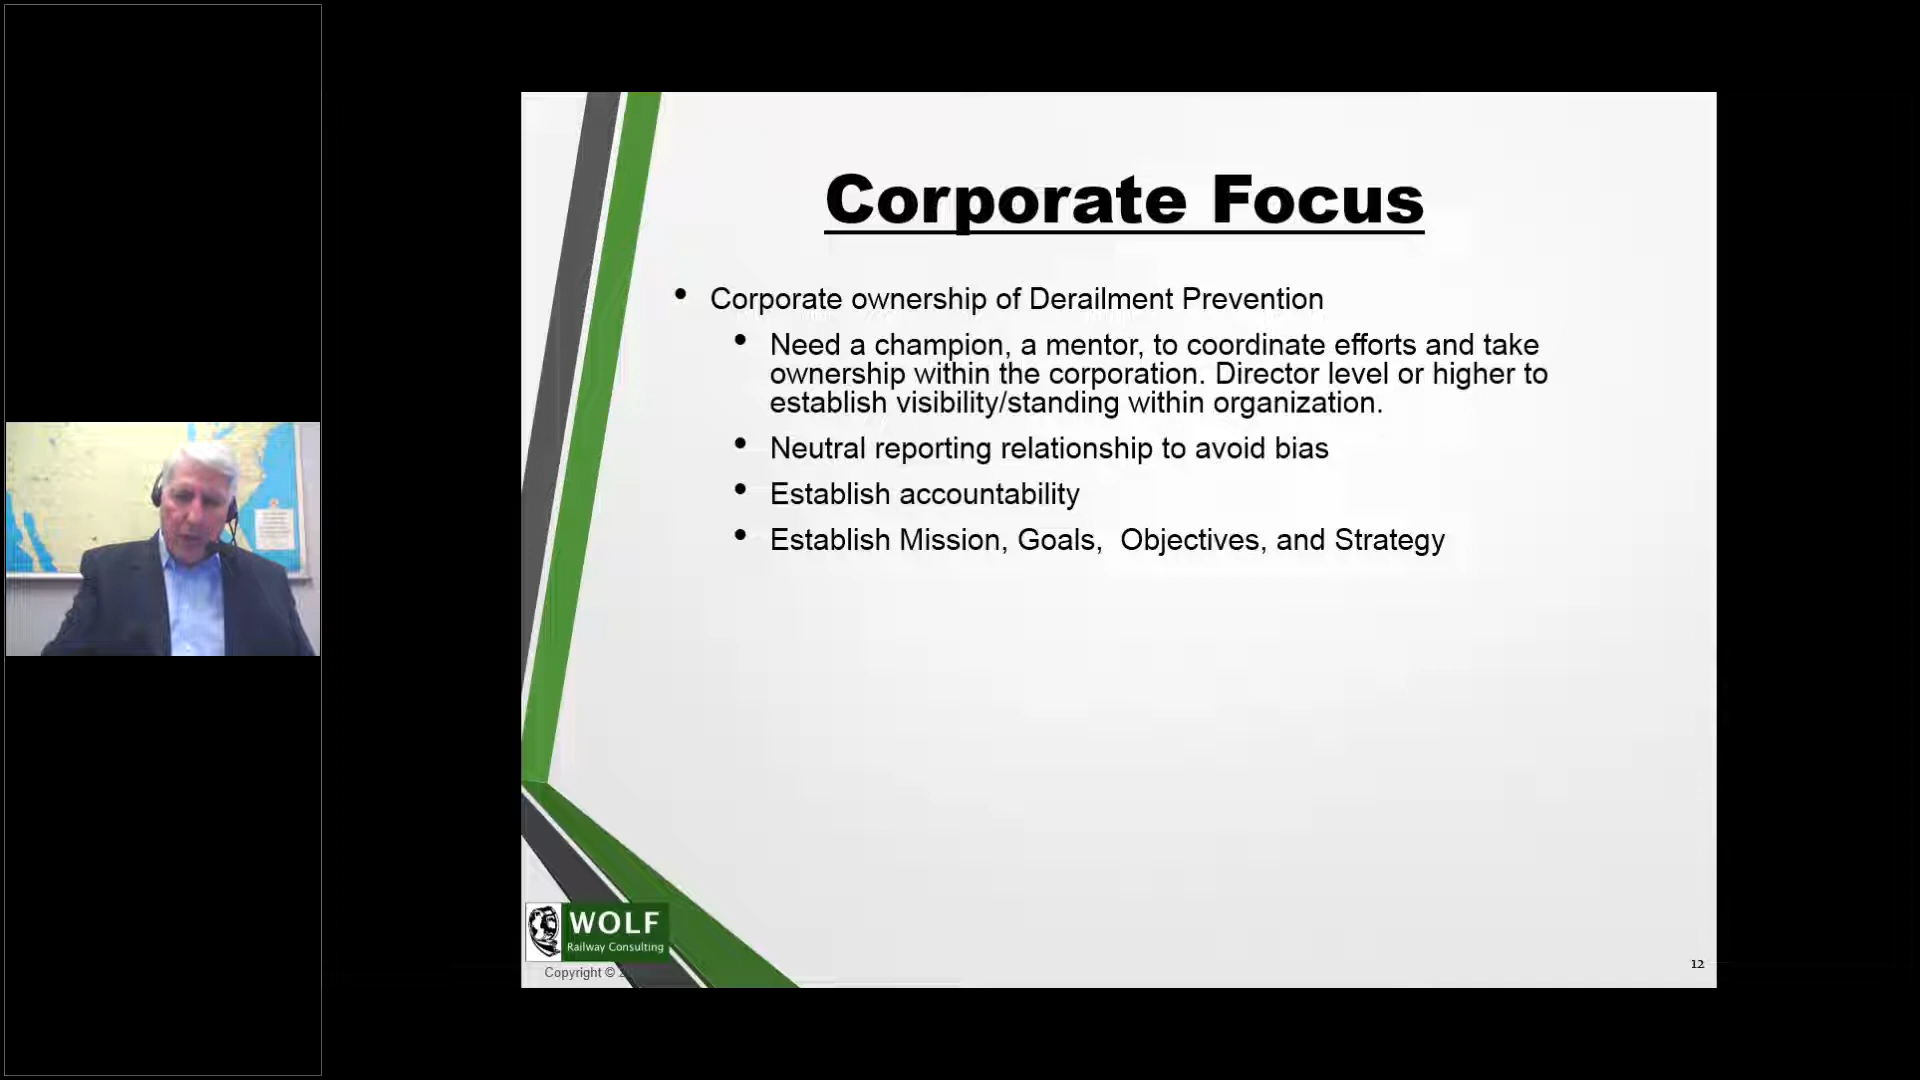 Corporate Focus
• Corporate ownership of Derailment Prevention
• Need a champion, a mentor, to coordinate efforts and take
ownership within the corporation. Director level or higher to
establish visibility/standing within organization.
• Neutral reporting relationship to avoid bias
• Establish accountability
• Establish Mission, Goals,  Objectives, and Strategy
WOLF
Railway Consulting
Copyright ©
12